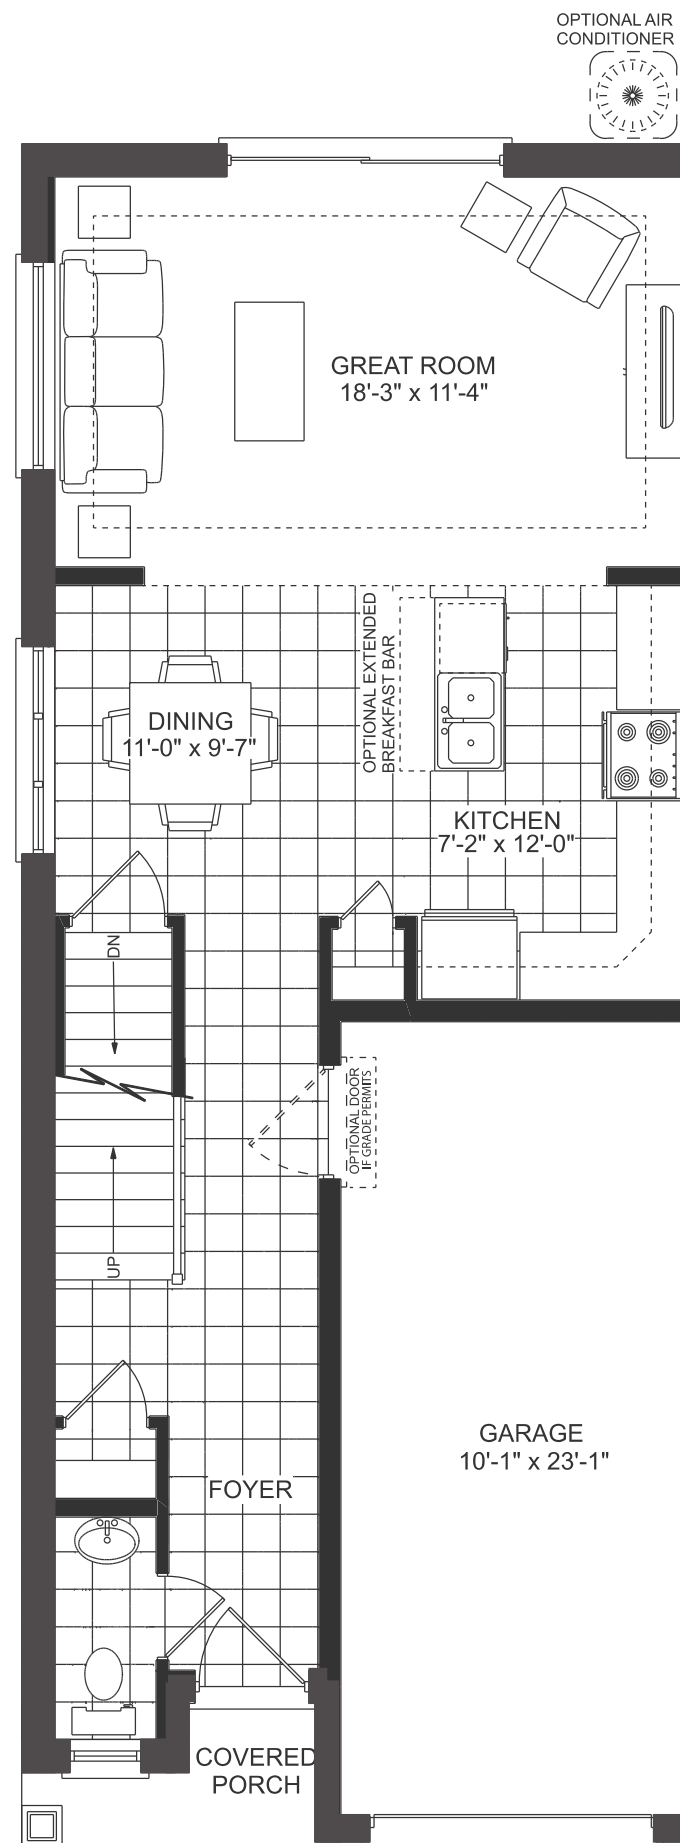 OPTIONAL AIR
CONDITIONER
GREAT ROOM
18'-3" x 11'-4"
OPTIONAL EXTENDED
BREAKFAST BAR
DINING
11'-0" x 9'-7"
KITCHEN
7'-2" x 12'-0"
DN
OPTIONAL DOOR
IF GRADE PERMITS
UP
GARAGE
10'-1" x 23'-1"
FOYER
COVERED
PORCH